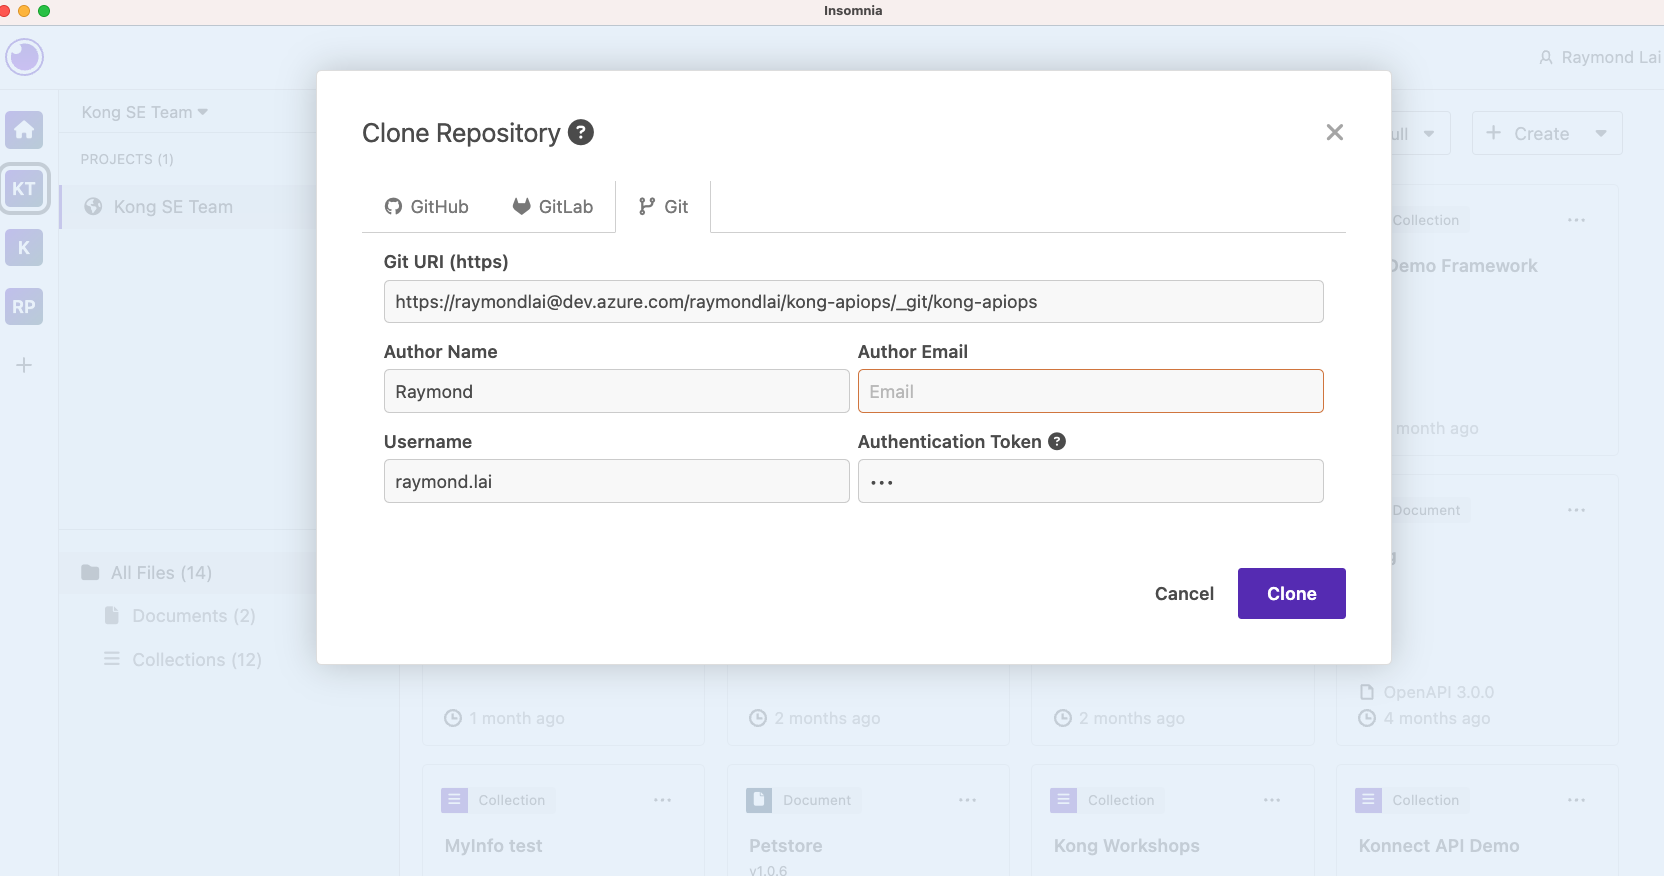 Insomnia
Raymond Lai
Kong SE Team
PROJECTS (1)
KT
Kong SE Team
K
RP
All Files (14)
Documents (2)
Collections (12)
Clone Repository ?
GitHub GitLab Git
Git URI (https)
https://raymondlai@dev.azure.com/raymondlai/kong-apiops/_git/kong-apiops
Author Name Author Email
Raymond Email
Username Authentication Token ?
raymond.lai •••
Cancel Clone
Create
Collection
Demo Framework
month ago
Document
OpenAPI 3.0.0
1 month ago
2 months ago
2 months ago
4 months ago
Collection
MyInfo test
Document
Petstore
v1.0.6
Collection
Kong Workshops
Collection
Konnect API Demo